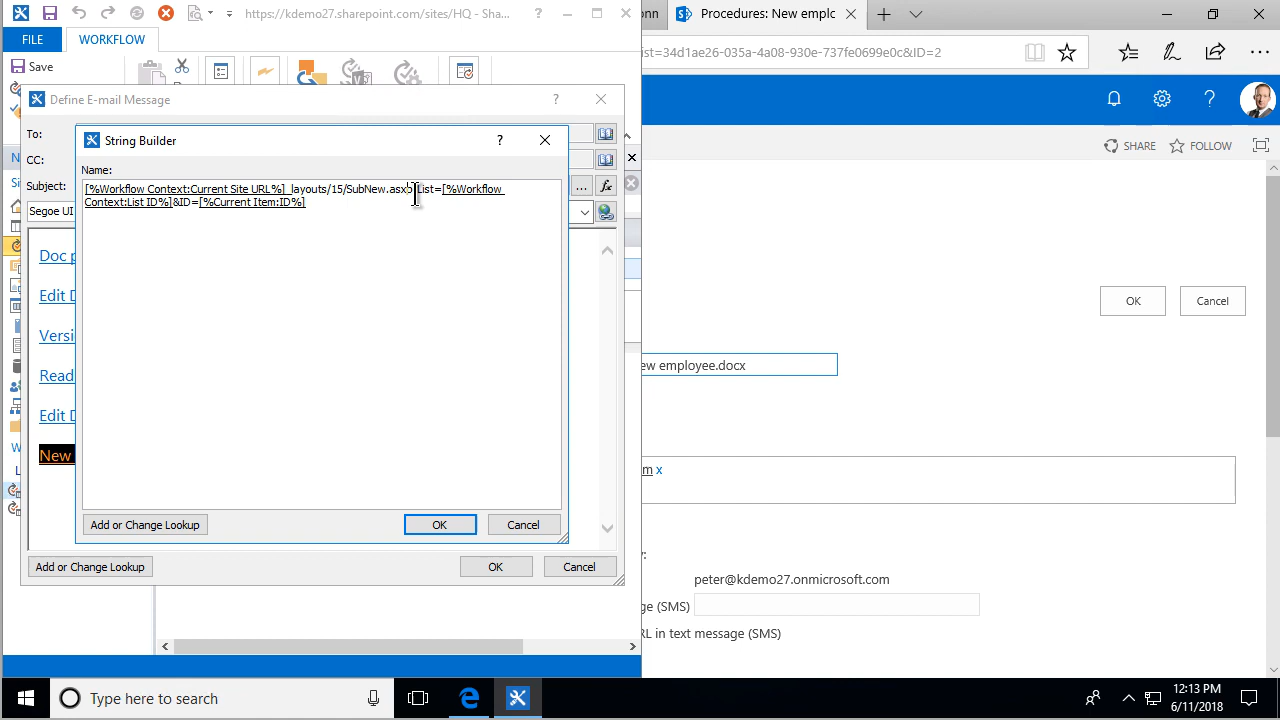 https://kdemo27.sharepoint.com/sites/HQ - Sha...
FILE
WORKFLOW
Save
Define E-mail Message
To:
CC:
Subject:
Segoe UI
String Builder
Name:
[%Workflow Context:Current Site URL%]_layouts/15/SubNew.aspx?List=[%Workflow
Context:List ID%]&ID=[%Current Item:ID%]
Doc p
Edit D
Versi
Read
Edit D
New
Add or Change Lookup
OK
Cancel
Add or Change Lookup
OK
Cancel
Procedures: New emplc
ist=34d1ae26-035a-4a08-930e-737fe0699e0c&ID=2
SHARE
FOLLOW
OK
Cancel
ew employee.docx
m x
y:
peter@kdemo27.onmicrosoft.com
ge (SMS)
RL in text message (SMS)
Type here to search
12:13 PM
6/11/2018